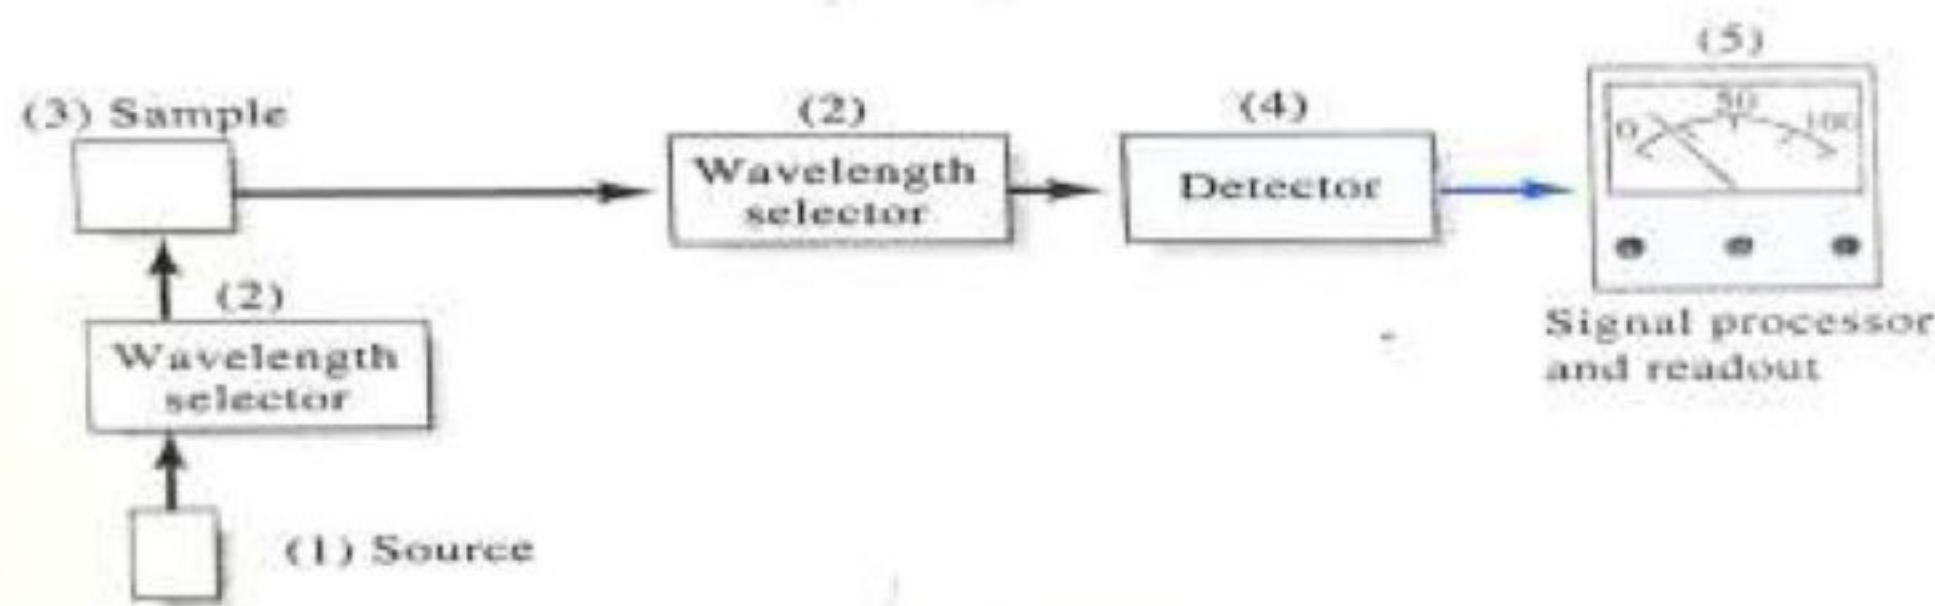 (5)
(3) Sample
(2)
Wavelength
selector
(4)
Detector
0
50
100
(2)
Wavelength
selector
Signal processor
and readout
(1) Source